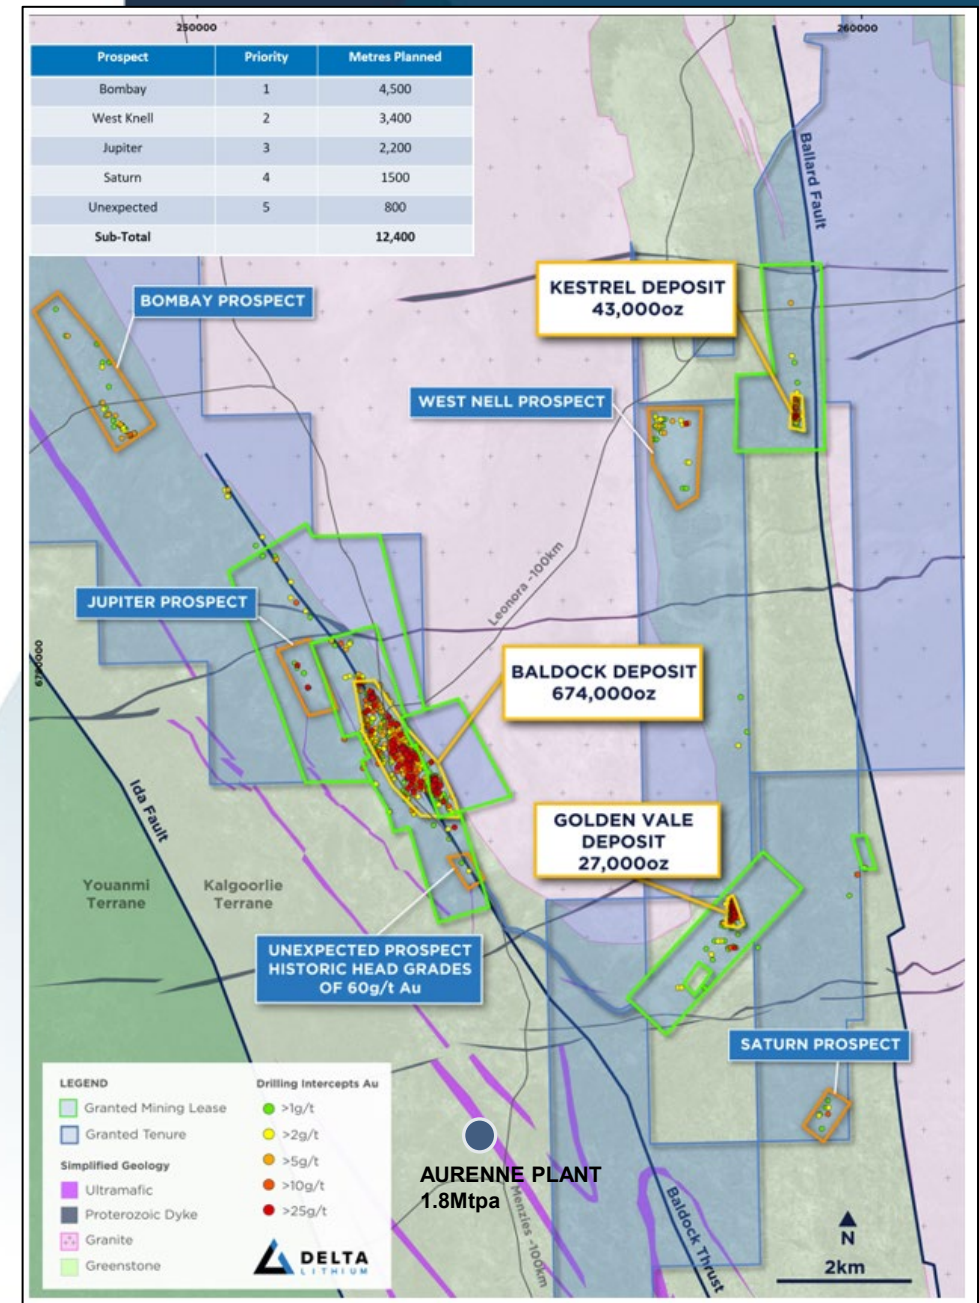 250000
260000
Prospect Priority Metres Planned
Bombay 1 4,500
West Knell 2 3,400
Jupiter 3 2,200
Saturn 4 1500
Unexpected 5 800
Sub-Total 12,400
Ballard Fault
BOMBAY PROSPECT
KESTREL DEPOSIT
43,000oz
WEST NELL PROSPECT
Leonora ~100km
JUPITER PROSPECT
6780000
BALDOCK DEPOSIT
674,000oz
Ida Fault
GOLDEN VALE
DEPOSIT
27,000oz
Youanmi
Terrane
Kalgoorlie
Terrane
UNEXPECTED PROSPECT
HISTORIC HEAD GRADES
OF 60g/t Au
SATURN PROSPECT
LEGEND
Granted Mining Lease
Granted Tenure
Simplified Geology
Ultramafic
Proterozoic Dyke
Granite
Greenstone
Drilling Intercepts Au
>1g/t
>2g/t
>5g/t
>10g/t
>25g/t
DELTA
LITHIUM
AURENNE PLANT
1.8Mtpa
Menzies ~100km
Baldock Thrust
N
2km